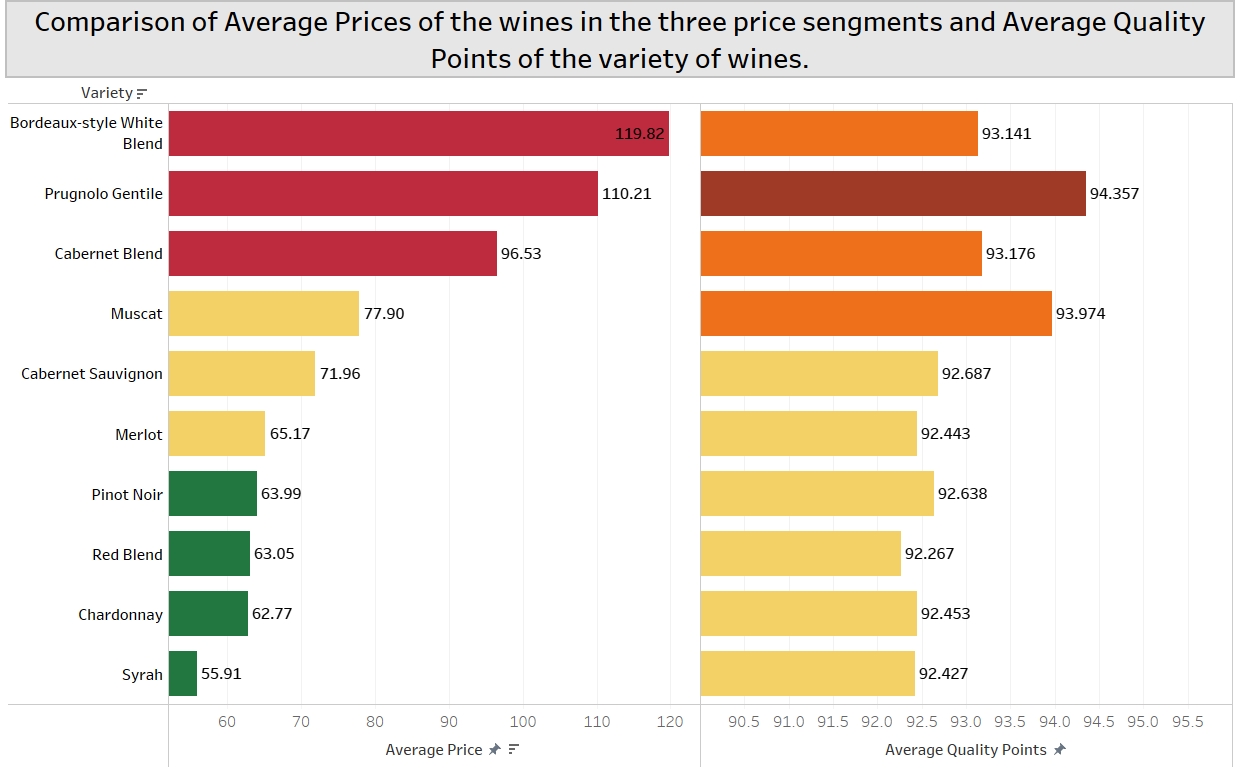 Comparison of Average Prices of the wines in the three price sengments and Average Quality
Points of the variety of wines.
Variety
Bordeaux-style White
Blend
119.82
93.141
Prugnolo Gentile
110.21
94.357
Cabernet Blend
96.53
93.176
Muscat
77.90
93.974
Cabernet Sauvignon
71.96
92.687
Merlot
65.17
92.443
Pinot Noir
63.99
92.638
Red Blend
63.05
92.267
Chardonnay
62.77
92.453
Syrah
55.91
92.427
60 70 80 90 100 110 120
90.5 91.0 91.5 92.0 92.5 93.0 93.5 94.0 94.5 95.0 95.5
Average Price
Average Quality Points